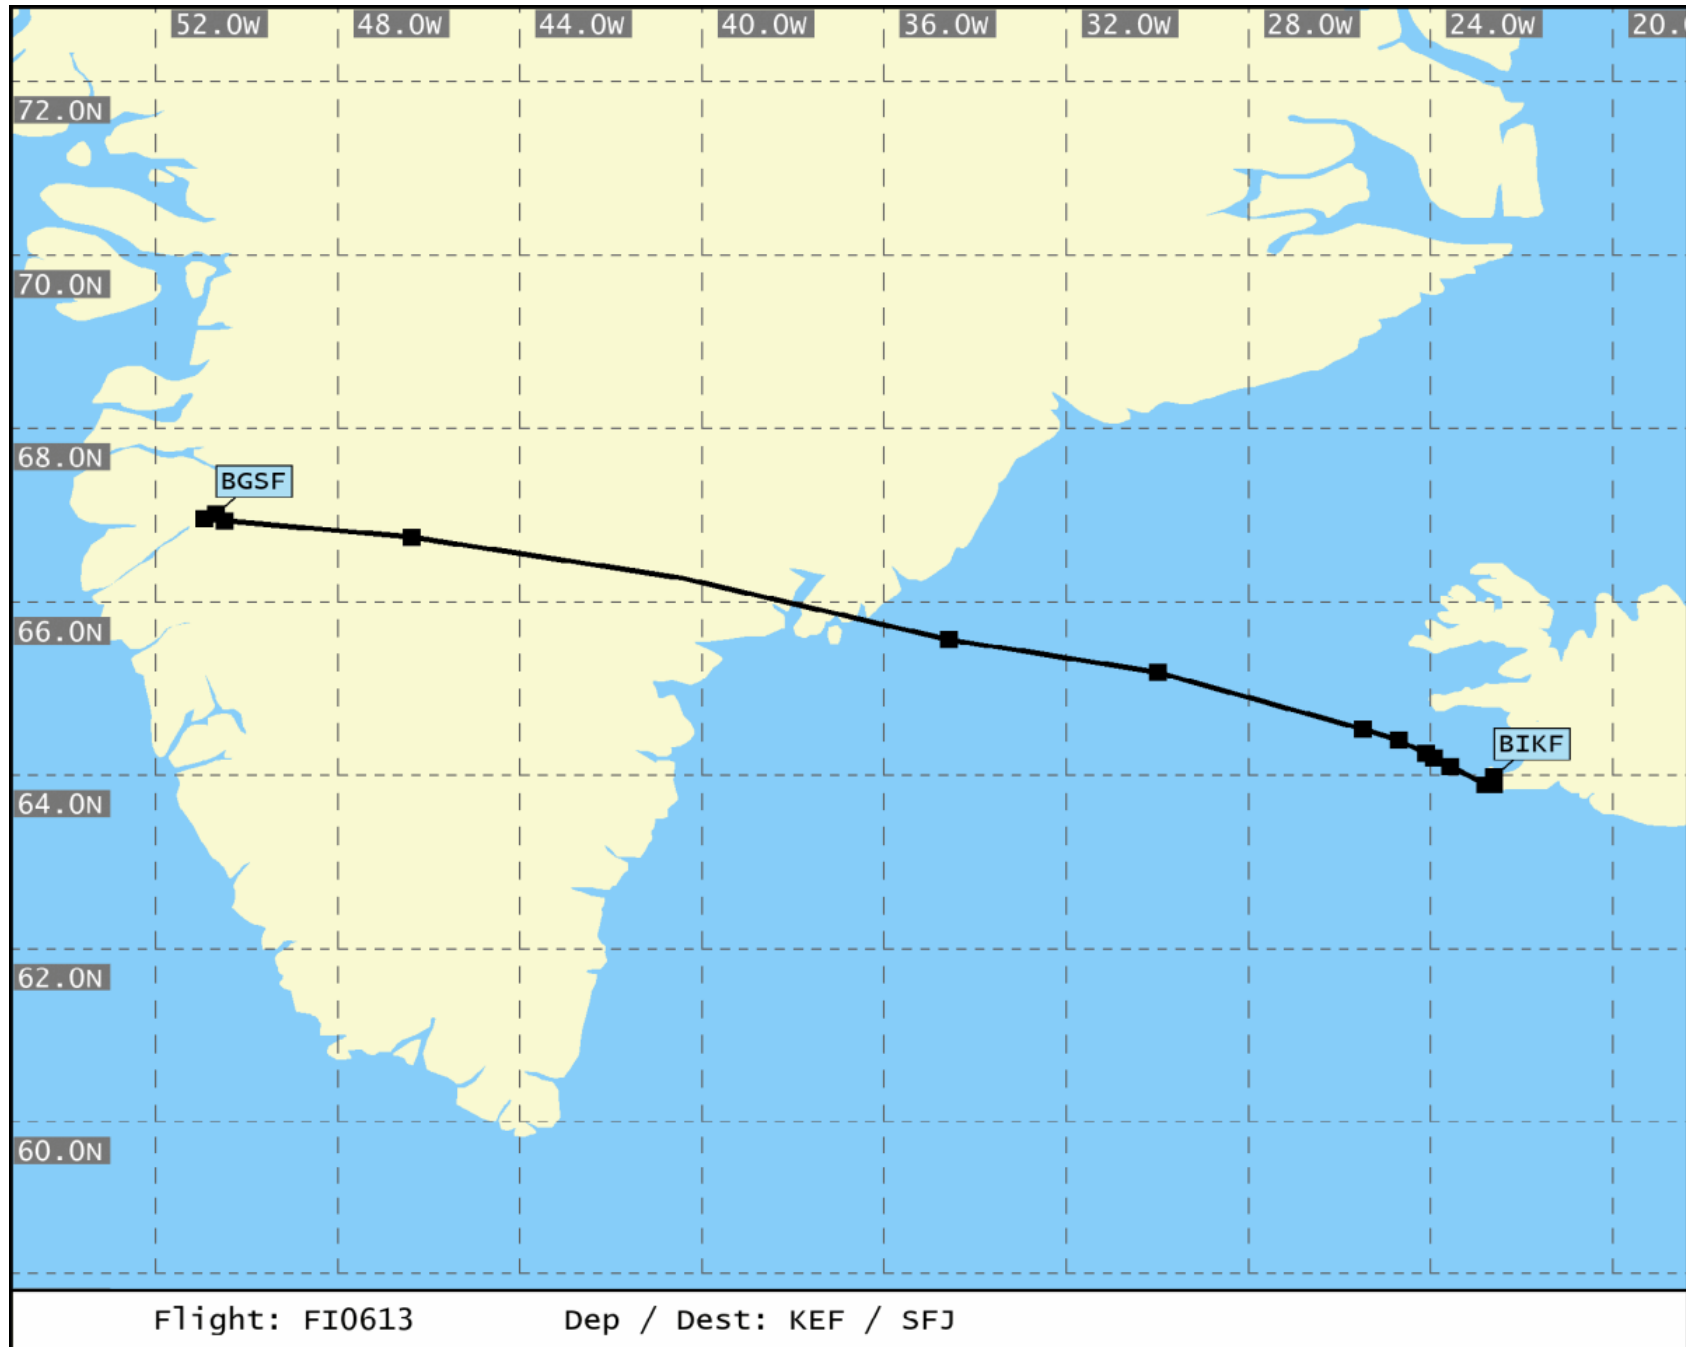 52.0W 48.0W 44.0W 40.0W 36.0W 32.0W 28.0W 24.0W 20.
72.0N
70.0N
68.0N
BGSF
66.0N
BIKF
64.0N
62.0N
60.0N
Flight: FI0613 Dep / Dest: KEF / SFJ